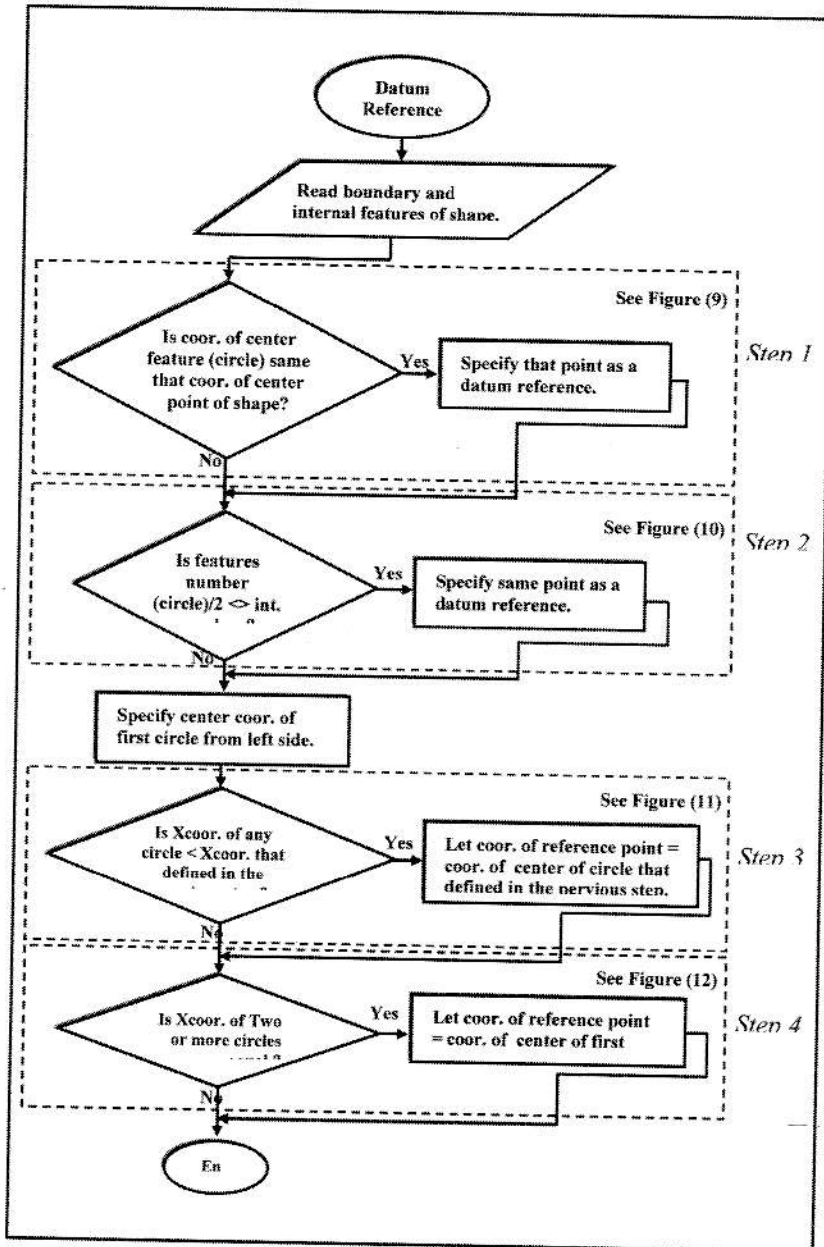 Datum
Reference
Read boundary and
internal features of shape.
See Figure (9)
Step 1
Is coor. of center
feature (circle) same
that coor. of center
point of shape?
Yes
Specify that point as a
datum reference.
No
See Figure (10)
Step 2
Is features
number
(circle)/2 <> int.
Yes
Specify same point as a
datum reference.
No
Specify center coor. of
first circle from left side.
See Figure (11)
Step 3
Is Xcoor. of any
circle < Xcoor. that
defined in the
Yes
Let coor. of reference point =
coor. of center of circle that
defined in the step.
No
See Figure (12)
Step 4
Is Xcoor. of Two
or more circles
Yes
Let coor. of reference point
= coor. of center of first
No
En